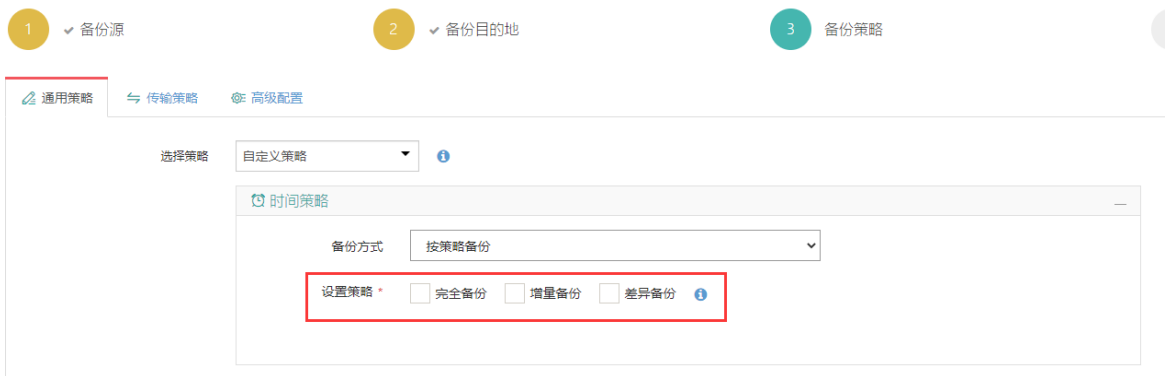 1 备份源 2 备份目的地 3 备份策略
通用策略 传输策略 高级配置
选择策略 自定义策略
时间策略
备份方式 按策略备份
设置策略 * 完全备份 增量备份 差异备份